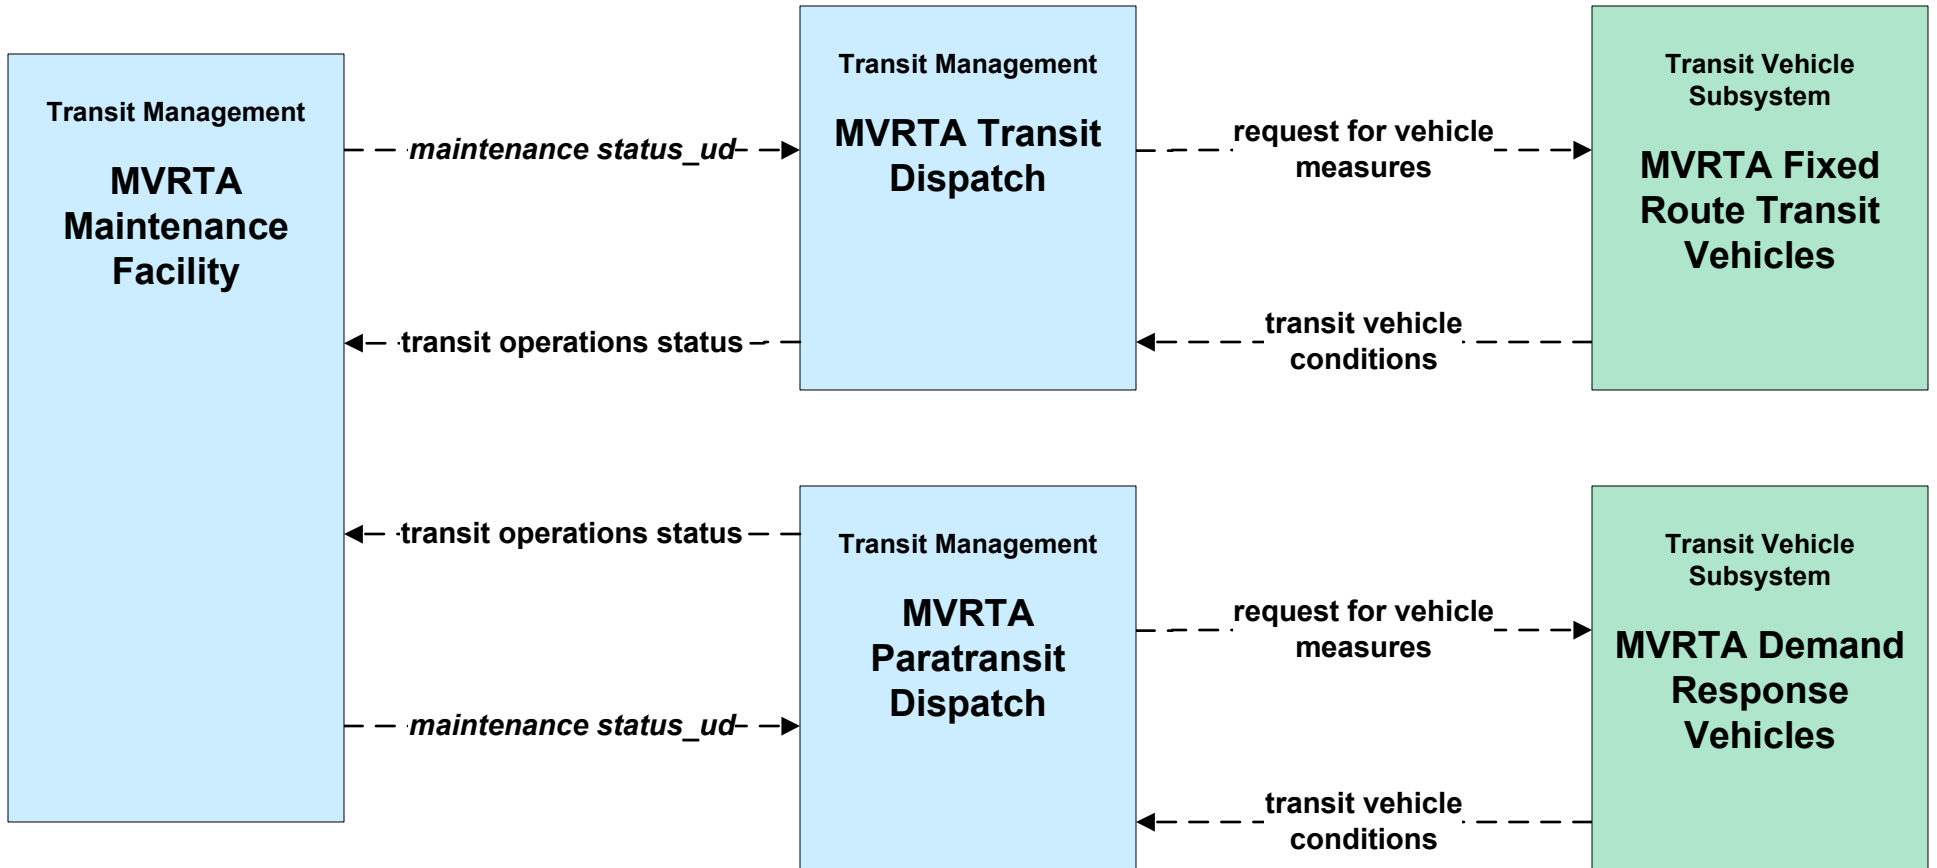 Transit Management
MVRTA
Maintenance
Facility
maintenance status_ud
transit operations status
transit operations status
maintenance status_ud
Transit Management
MVRTA Transit
Dispatch
request for vehicle
measures
transit vehicle
conditions
Transit Vehicle
Subsystem
MVRTA Fixed
Route Transit
Vehicles
Transit Management
MVRTA
Paratransit
Dispatch
request for vehicle
measures
transit vehicle
conditions
Transit Vehicle
Subsystem
MVRTA Demand
Response
Vehicles